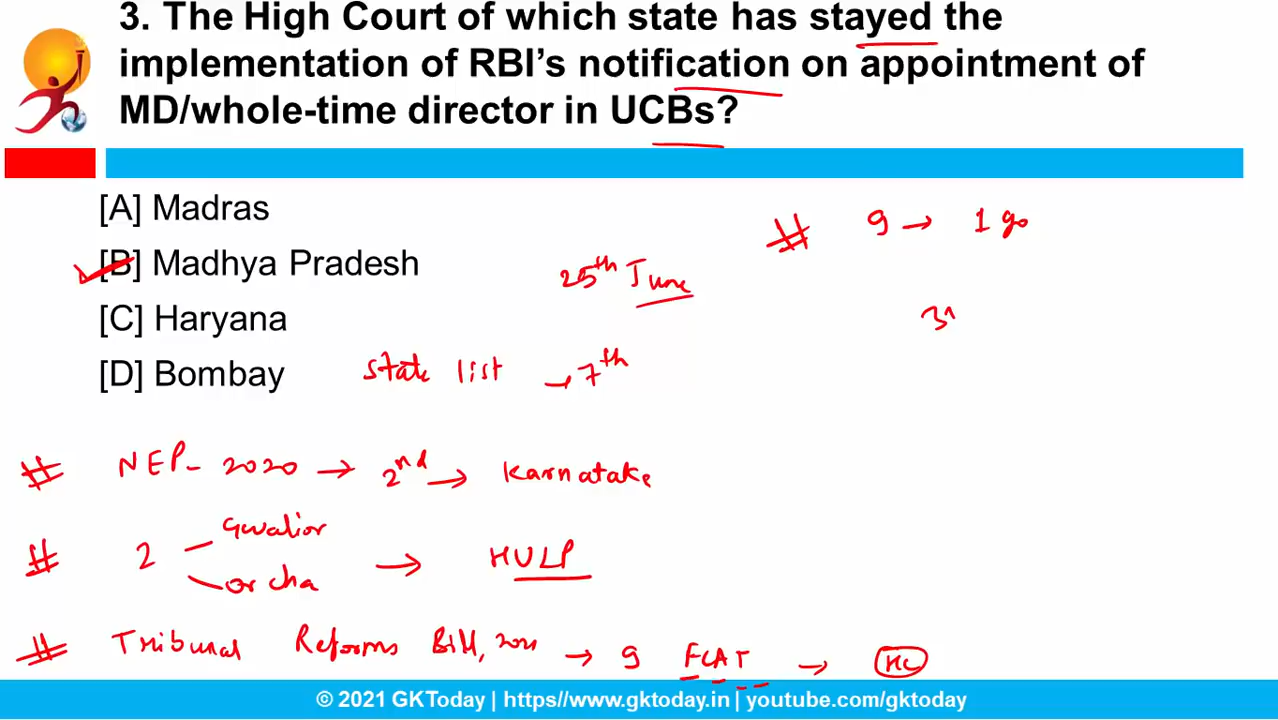 3. The High Court of which state has stayed the
implementation of RBI's notification on appointment of
MD/whole-time director in UCBs?
[A] Madras
# 9 → 1 go
[B] Madhya Pradesh
25th June
[C] Haryana
[D] Bombay
State list → 7th
# NEP- 2020 → 2nd → Karnataka
# 2 Gwalior
orcha
→ HULP
# Tribunal Reforms Bill, 2021 → 9 FCAT → HC
© 2021 GKToday | https//www.gktoday.in | youtube.com/gktoday